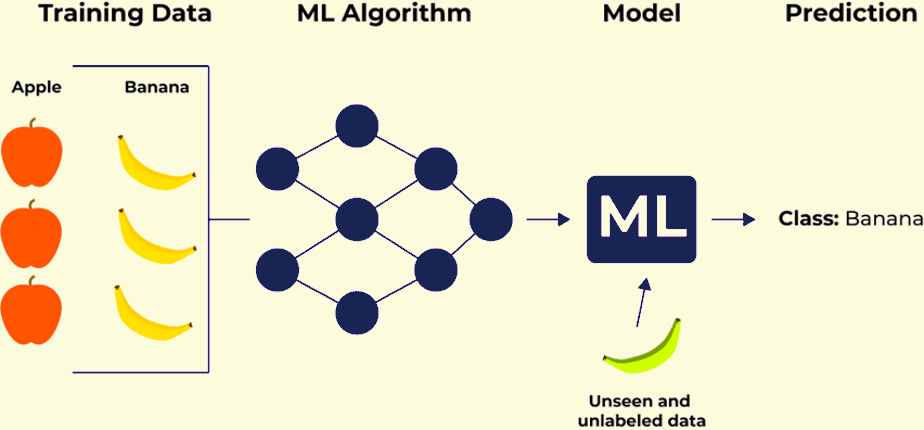 Training Data
ML Algorithm
Model
Prediction
Apple
Banana
ML
Class: Banana
Unseen and
unlabeled data